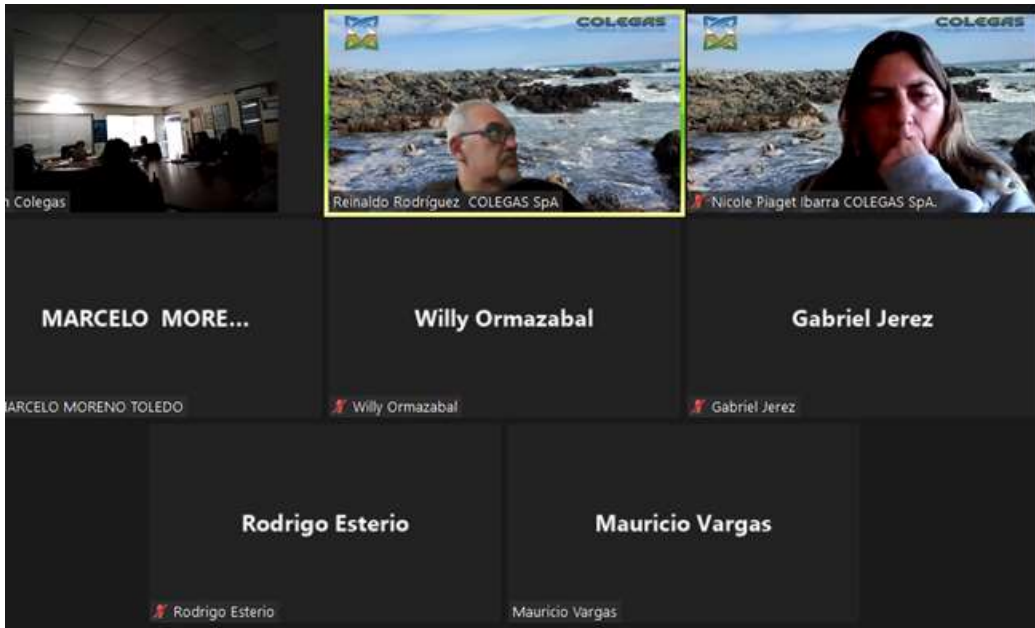 COLEGAS
COLEGAS
n Colegas
Reinaldo Rodríguez COLEGAS SpA
Nicole Piaget Ibarra COLEGAS SpA.
MARCELO MORE...
Willy Ormazabal
Gabriel Jerez
MARCELO MORENO TOLEDO
Willy Ormazabal
Gabriel Jerez
Rodrigo Esterio
Mauricio Vargas
Rodrigo Esterio
Mauricio Vargas